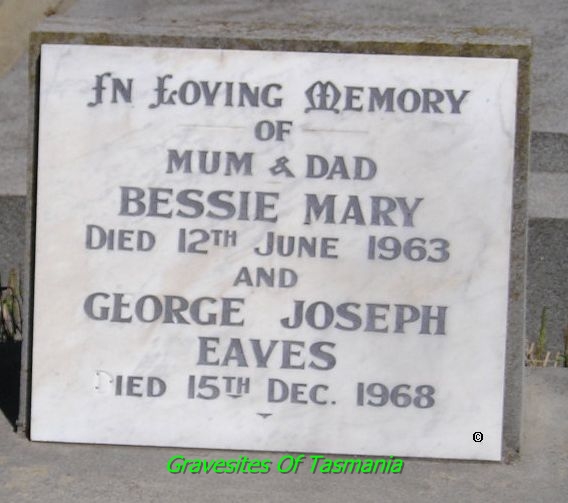 In Loving Memory
OF
MUM & DAD
BESSIE MARY
DIED 12TH JUNE 1963
AND
GEORGE JOSEPH
EAVES
DIED 15TH DEC. 1968
©
Gravesites Of Tasmania